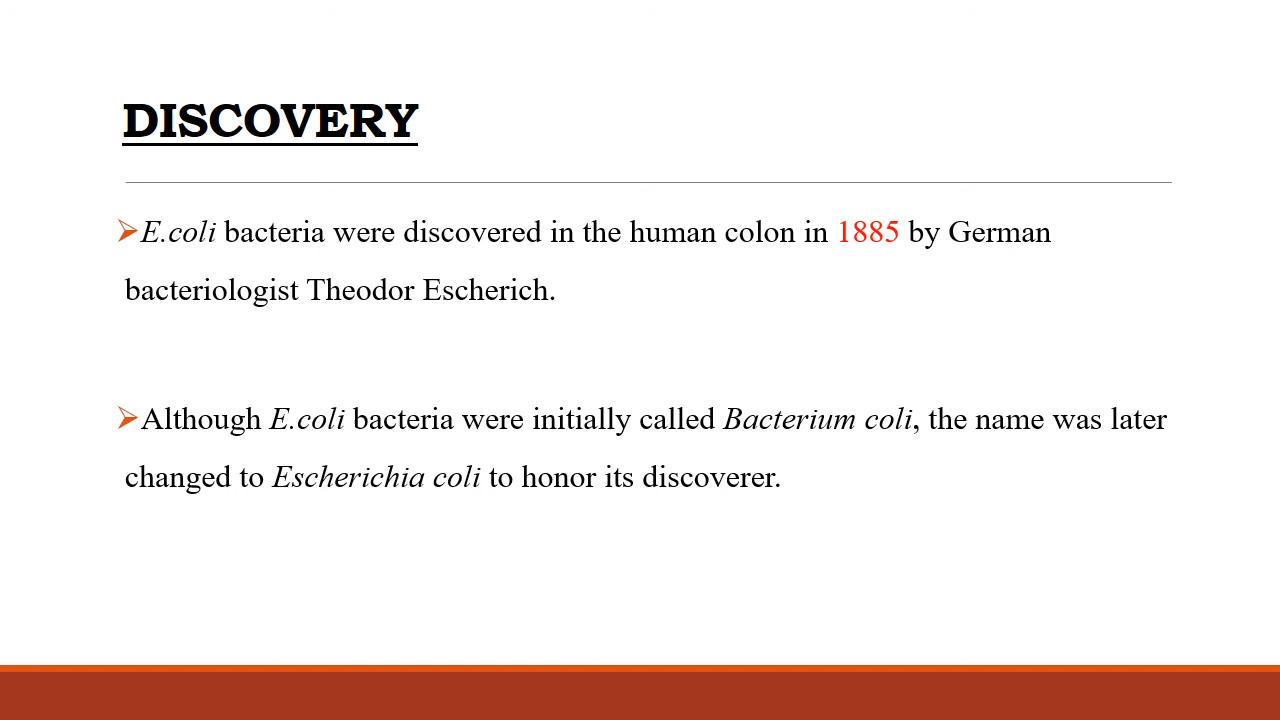 DISCOVERY
➢E.coli bacteria were discovered in the human colon in 1885 by German
bacteriologist Theodor Escherich.
➢Although E.coli bacteria were initially called Bacterium coli, the name was later
changed to Escherichia coli to honor its discoverer.